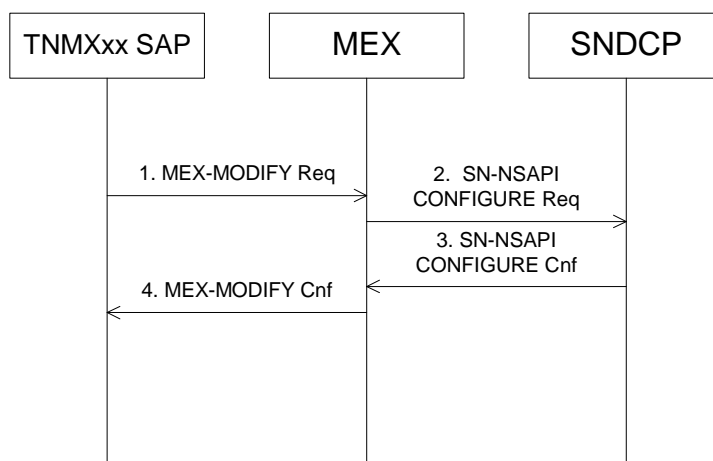 TNMXxx SAP
MEX
SNDCP
1. MEX-MODIFY Req
2. SN-NSAPI
CONFIGURE Req
3. SN-NSAPI
CONFIGURE Cnf
4. MEX-MODIFY Cnf